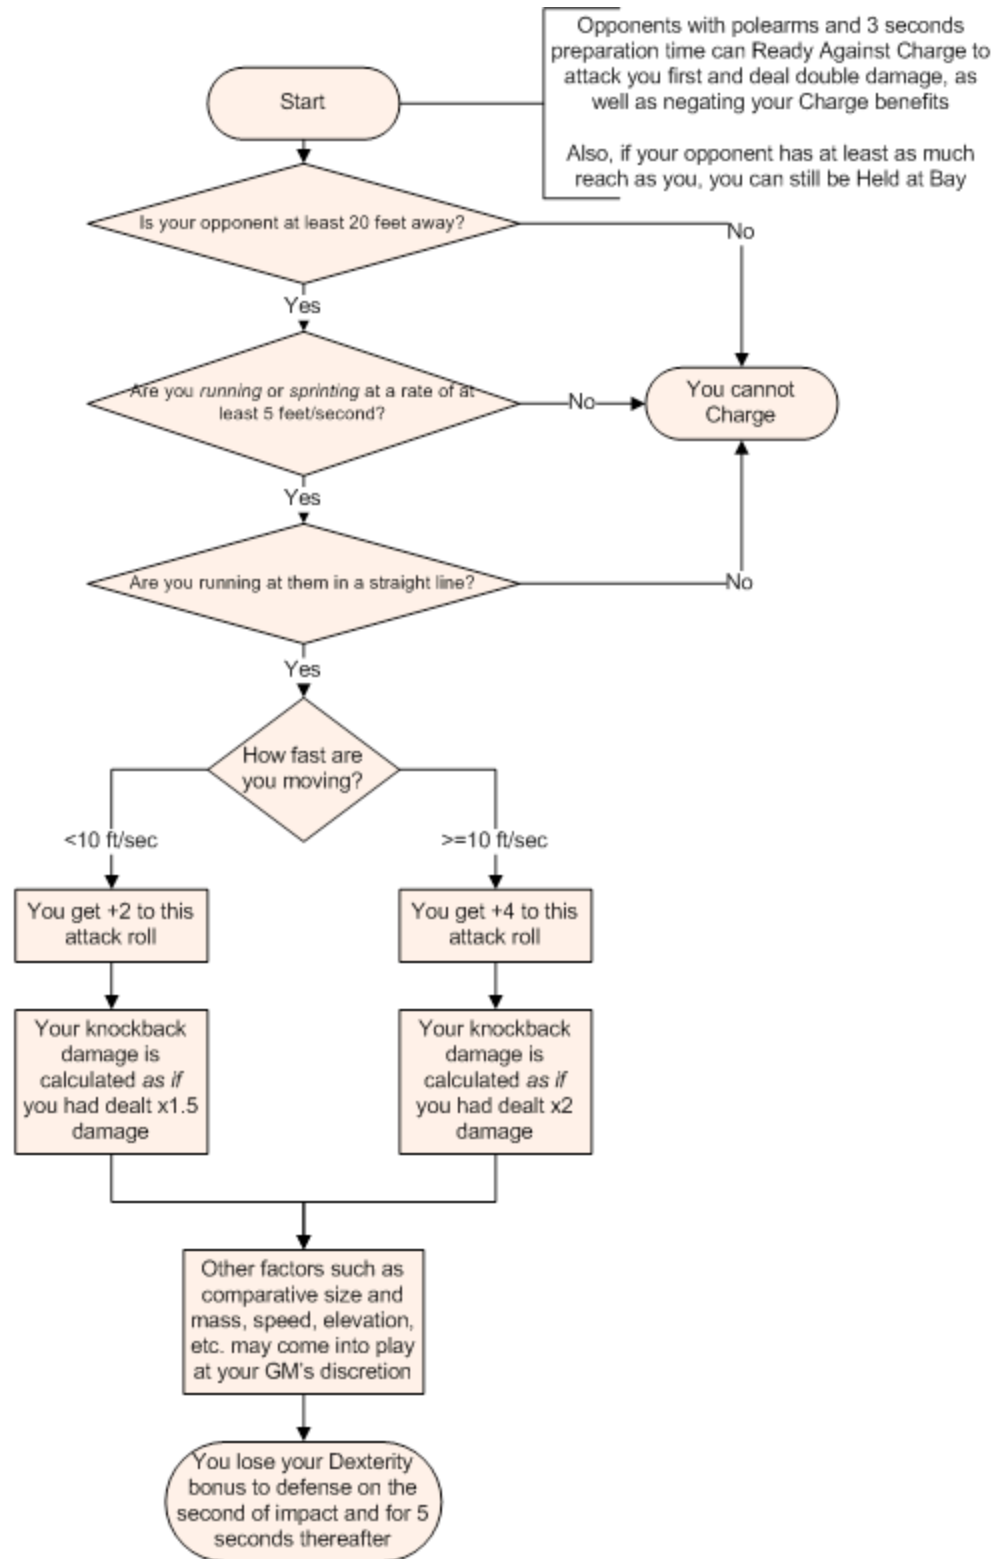 Opponents with polearms and 3 seconds
preparation time can Ready Against Charge to
attack you first and deal double damage, as
well as negating your Charge benefits
Also, if your opponent has at least as much
reach as you, you can still be Held at Bay
Start
Is your opponent at least 20 feet away?
No
Yes
Are you running or sprinting at a rate of at
least 5 feet/second?
No
You cannot
Charge
Yes
Are you running at them in a straight line?
No
Yes
How fast are
you moving?
<10 ft/sec
>=10 ft/sec
You get +2 to this
attack roll
You get +4 to this
attack roll
Your knockback
damage is
calculated as if
you had dealt x1.5
damage
Your knockback
damage is
calculated as if
you had dealt x2
damage
Other factors such as
comparative size and
mass, speed, elevation,
etc. may come into play
at your GM's discretion
You lose your Dexterity
bonus to defense on the
second of impact and for 5
seconds thereafter